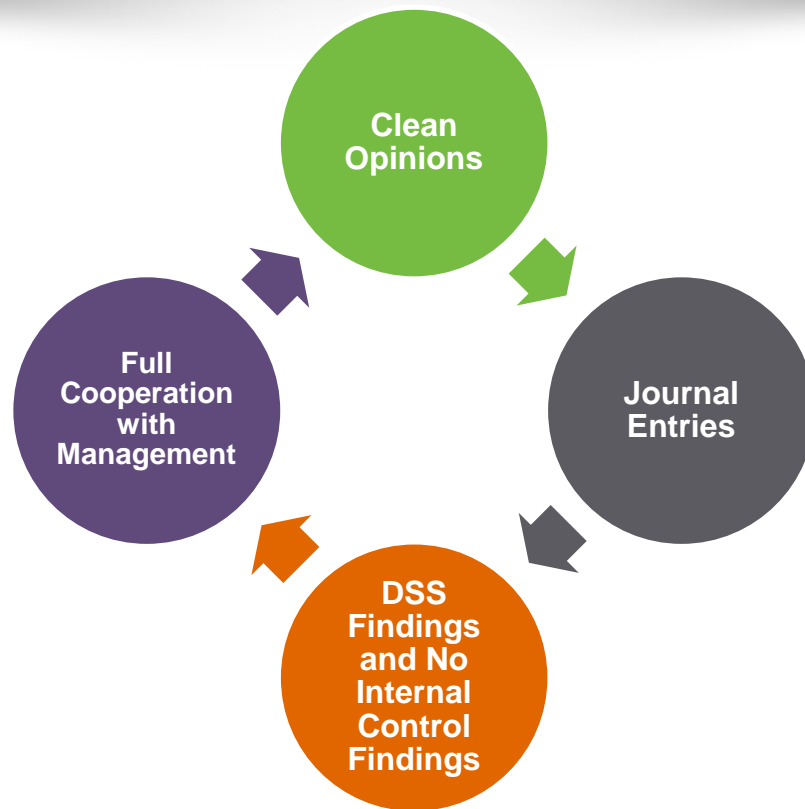 Clean
Opinions
Journal
Entries
DSS
Findings
and No
Internal
Control
Findings
Full
Cooperation
with
Management